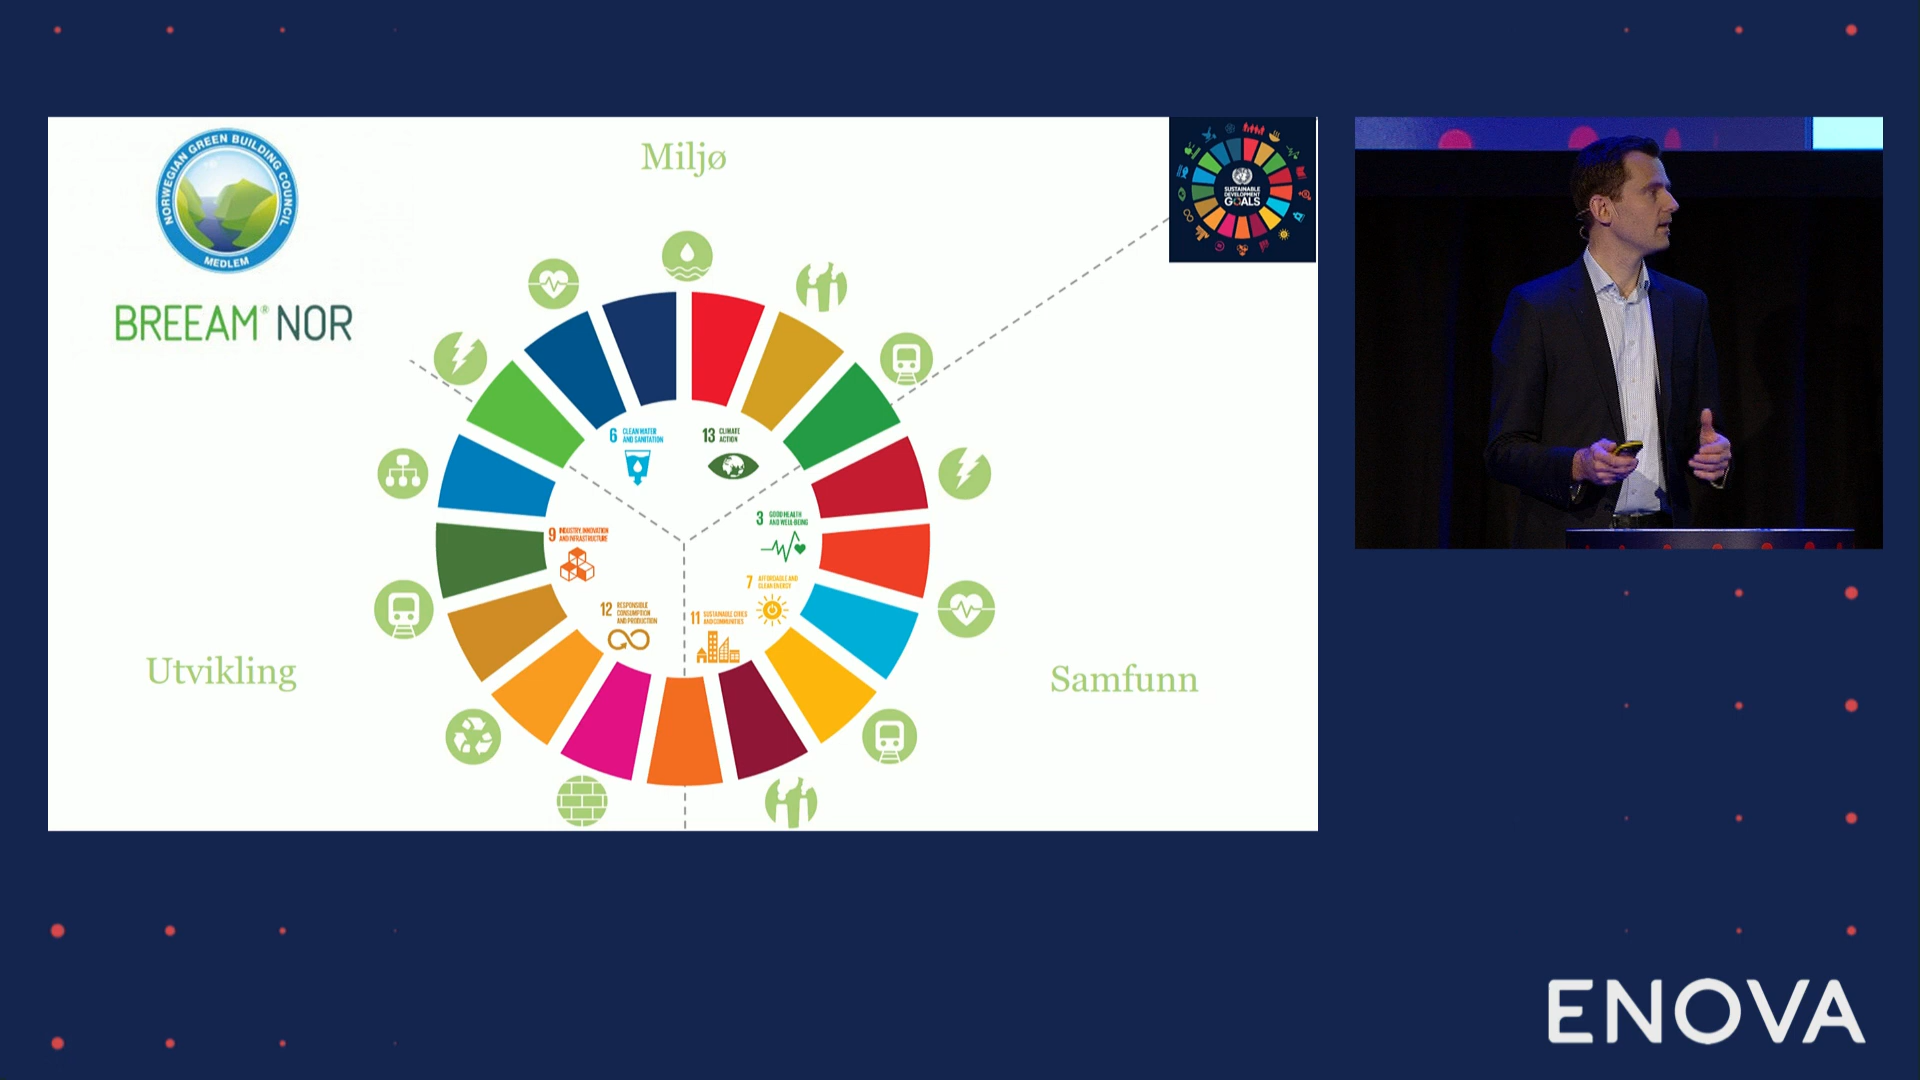 NORWEGIAN GREEN BUILDING COUNCIL
MEDLEM
BREEAM® NOR
Miljø
SUSTAINABLE
DEVELOPMENT
GOALS
6 CLEAN WATER
AND SANITATION
13 CLIMATE
ACTION
3 GOOD HEALTH
AND WELL-BEING
9 INDUSTRY, INNOVATION
AND INFRASTRUCTURE
7 AFFORDABLE AND
CLEAN ENERGY
12 RESPONSIBLE
CONSUMPTION
AND PRODUCTION
11 SUSTAINABLE CITIES
AND COMMUNITIES
Utvikling
Samfunn
ENOVA